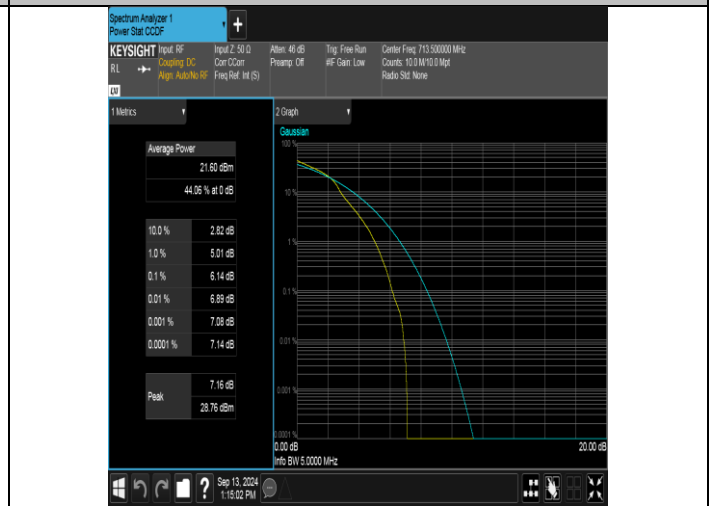 Spectrum Analyzer 1
Power Stat CCDF
+
KEYSIGHT
RL
Input: RF
Coupling: DC
Align: Auto/No RF
Input Z: 50 Ω
Corr CCorr
Freq Ref: Int (S)
Atten: 46 dB
Preamp: Off
Trig: Free Run
#IF Gain: Low
Center Freq: 713.500000 MHz
Counts: 10.0 M/10.0 Mpt
Radio Std: None
1 Metrics
Average Power
21.60 dBm
44.06 % at 0 dB
10.0 % 2.82 dB
1.0 % 5.01 dB
0.1 % 6.14 dB
0.01 % 6.89 dB
0.001 % 7.08 dB
0.0001 % 7.14 dB
Peak
7.16 dB
28.76 dBm
2 Graph
Gaussian
100 %
10 %
1 %
0.1 %
0.01 %
0.001 %
0.0001 %
0.00 dB 20.00 dB
Info BW 5.0000 MHz
?
Sep 13, 2024
1:15:02 PM